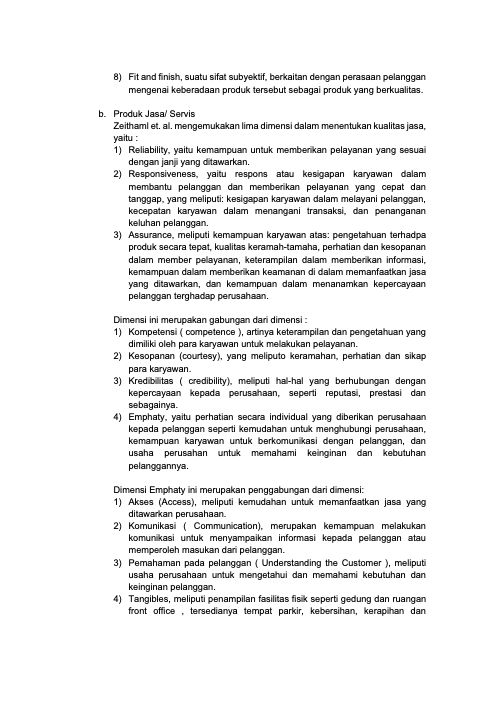 8) Fit and finish, suatu sifat subyektif, berkaitan dengan perasaan pelanggan
mengenai keberadaan produk tersebut sebagai produk yang berkualitas.
b. Produk Jasa/ Servis
Zeithaml et. al. mengemukakan lima dimensi dalam menentukan kualitas jasa,
yaitu :
1) Reliability, yaitu kemampuan untuk memberikan pelayanan yang sesuai
dengan janji yang ditawarkan.
2) Responsiveness, yaitu respons atau kesigapan karyawan dalam
membantu pelanggan dan memberikan pelayanan yang cepat dan
tanggap, yang meliputi: kesigapan karyawan dalam melayani pelanggan,
kecepatan karyawan dalam menangani transaksi, dan penanganan
keluhan pelanggan.
3) Assurance, meliputi kemampuan karyawan atas: pengetahuan terhadpa
produk secara tepat, kualitas keramah-tamaha, perhatian dan kesopanan
dalam member pelayanan, keterampilan dalam memberikan informasi,
kemampuan dalam memberikan keamanan di dalam memanfaatkan jasa
yang ditawarkan, dan kemampuan dalam menanamkan kepercayaan
pelanggan terghadap perusahaan.
Dimensi ini merupakan gabungan dari dimensi :
1) Kompetensi ( competence ), artinya keterampilan dan pengetahuan yang
dimiliki oleh para karyawan untuk melakukan pelayanan.
2) Kesopanan (courtesy), yang meliputo keramahan, perhatian dan sikap
para karyawan.
3) Kredibilitas ( credibility), meliputi hal-hal yang berhubungan dengan
kepercayaan kepada perusahaan, seperti reputasi, prestasi dan
sebagainya.
4) Emphaty, yaitu perhatian secara individual yang diberikan perusahaan
kepada pelanggan seperti kemudahan untuk menghubungi perusahaan,
kemampuan karyawan untuk berkomunikasi dengan pelanggan, dan
usaha perusahan untuk memahami keinginan dan kebutuhan
pelanggannya.
Dimensi Emphaty ini merupakan penggabungan dari dimensi:
1) Akses (Access), meliputi kemudahan untuk memanfaatkan jasa yang
ditawarkan perusahaan.
2) Komunikasi ( Communication), merupakan kemampuan melakukan
komunikasi untuk menyampaikan informasi kepada pelanggan atau
memperoleh masukan dari pelanggan.
3) Pemahaman pada pelanggan ( Understanding the Customer ), meliputi
usaha perusahaan untuk mengetahui dan memahami kebutuhan dan
keinginan pelanggan.
4) Tangibles, meliputi penampilan fasilitas fisik seperti gedung dan ruangan
front office , tersedianya tempat parkir, kebersihan, kerapihan dan